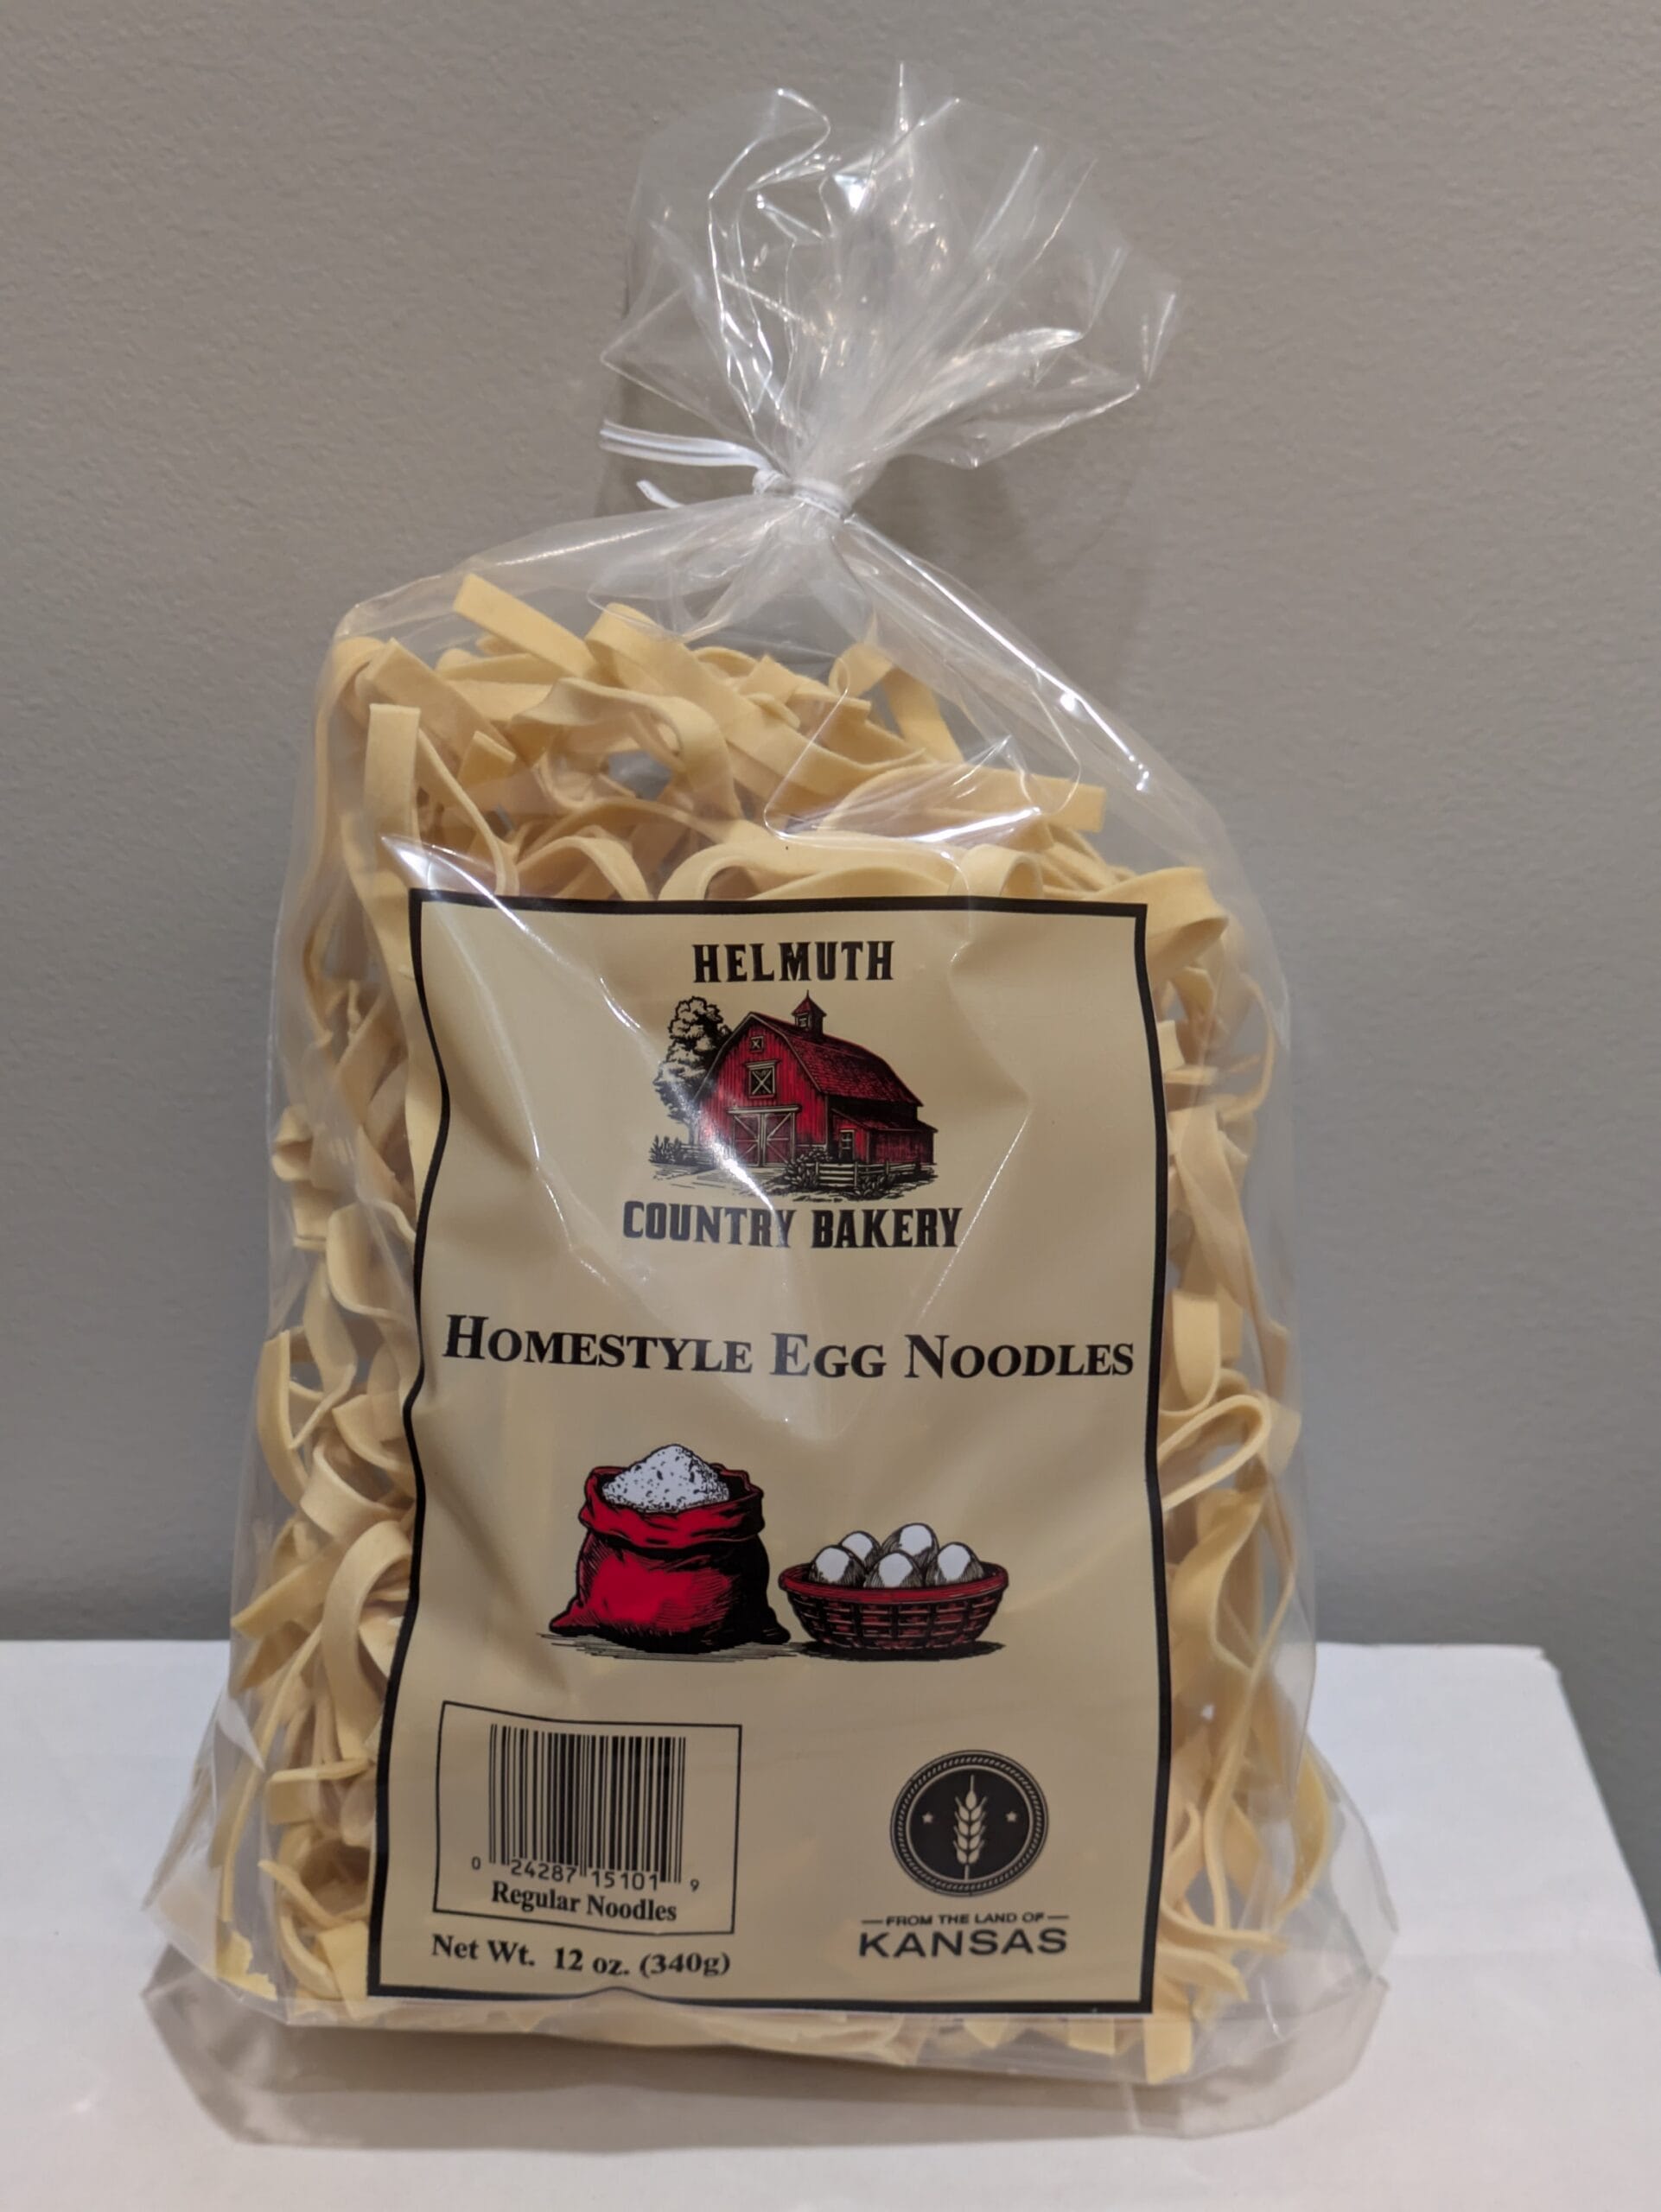 HELMUTH
COUNTRY BAKERY
HOMESTYLE EGG NOODLES
0 24287 15101 9
Regular Noodles
Net Wt. 12 oz. (340g)
FROM THE LAND OF
KANSAS